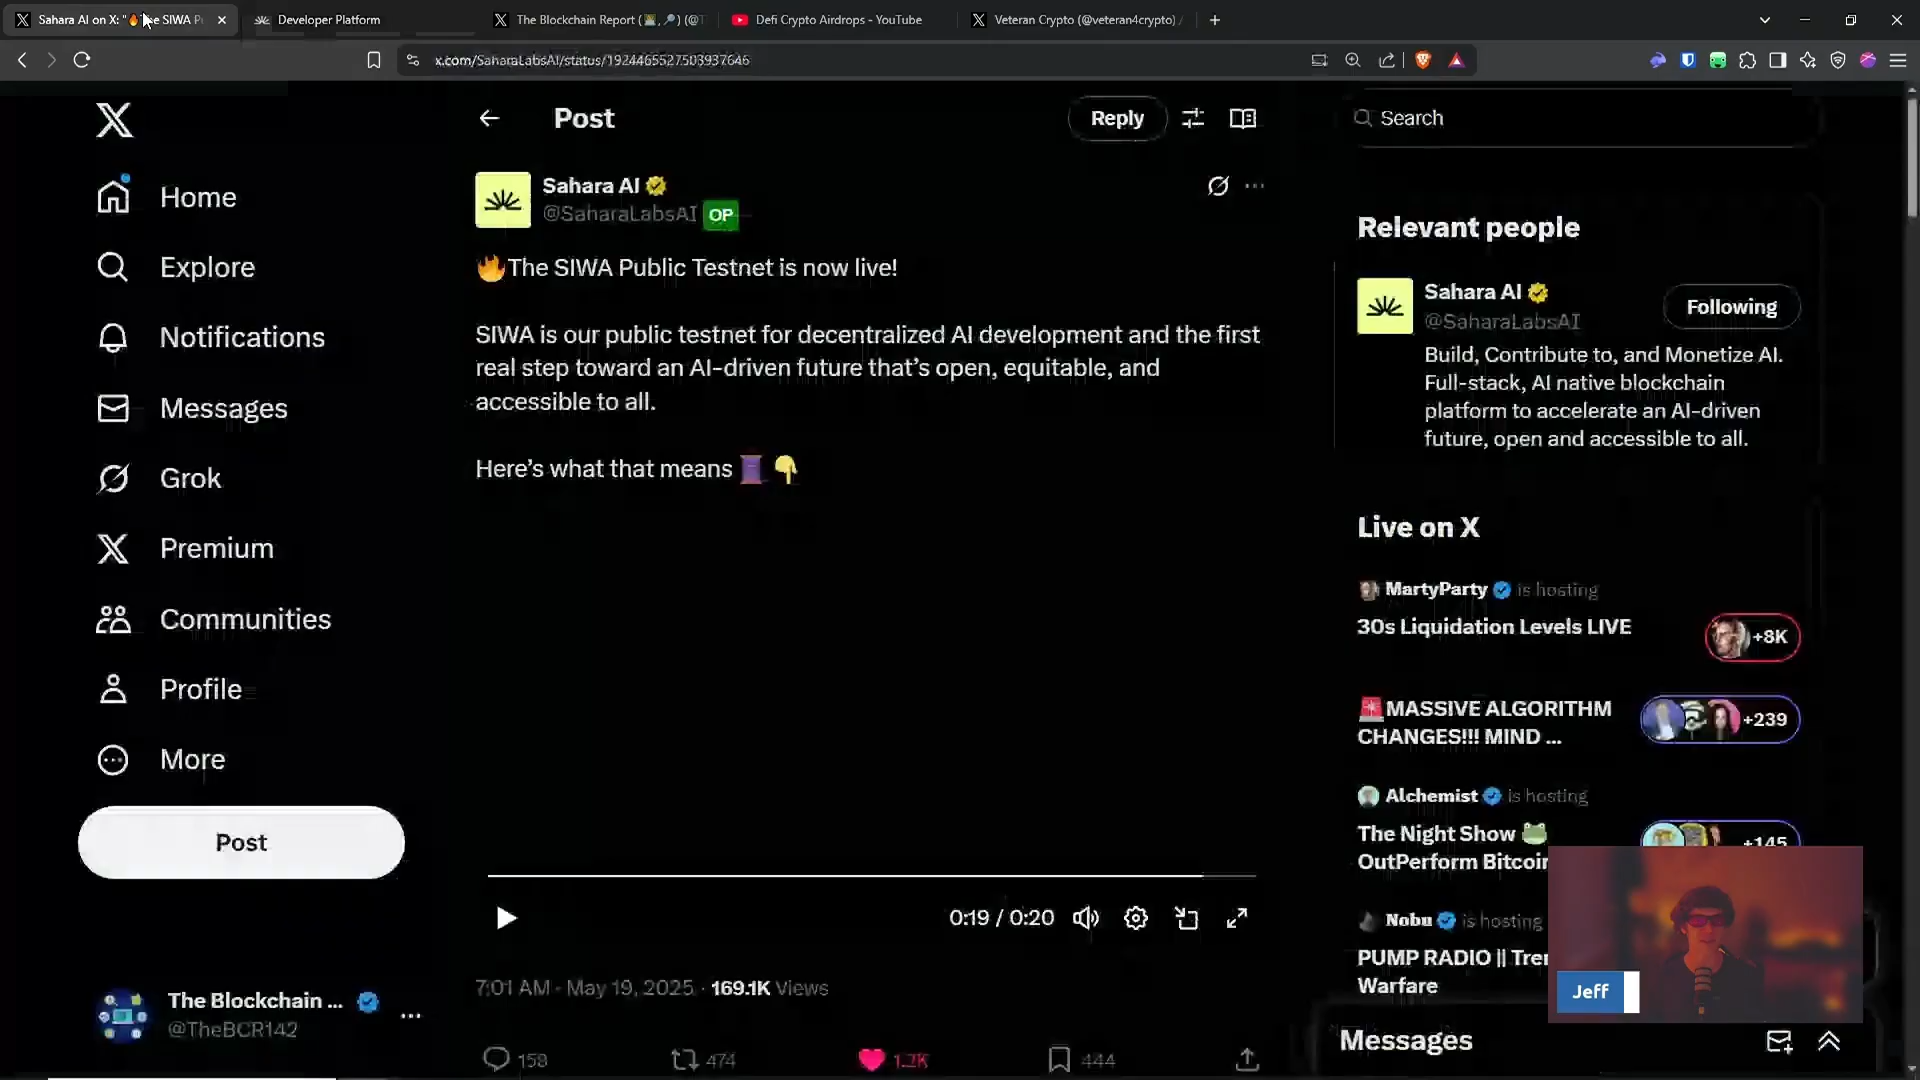 Sahara AI on X: "🔥The SIWA Pu
Developer Platform
The Blockchain Report
Defi Crypto Airdrops - YouTube
Veteran Crypto (@veteran4crypto) /
x.com/SaharaLabsAI/status/1924465527503937646
Home
Explore
Notifications
Messages
Grok
Premium
Communities
Profile
More
Post
The Blockchain ...
@TheBCR142
Post
Reply
Sahara AI
@SaharaLabsAI OP
🔥The SIWA Public Testnet is now live!
SIWA is our public testnet for decentralized AI development and the first
real step toward an AI-driven future that’s open, equitable, and
accessible to all.
Here’s what that means 🧵 👇
0:19 / 0:20
7:01 AM · May 19, 2025 · 169.1K Views
158
474
1.2K
444
Search
Relevant people
Sahara AI
@SaharaLabsAI
Following
Build, Contribute to, and Monetize AI.
Full-stack, AI native blockchain
platform to accelerate an AI-driven
future, open and accessible to all.
Live on X
MartyParty is hosting
30s Liquidation Levels LIVE
+8K
🚨MASSIVE ALGORITHM
CHANGES!!! MIND ...
+239
Alchemist is hosting
The Night Show 🐸
OutPerform Bitcoin
+145
Nobu is hosting
PUMP RADIO ||
Warfare
Jeff
Messages